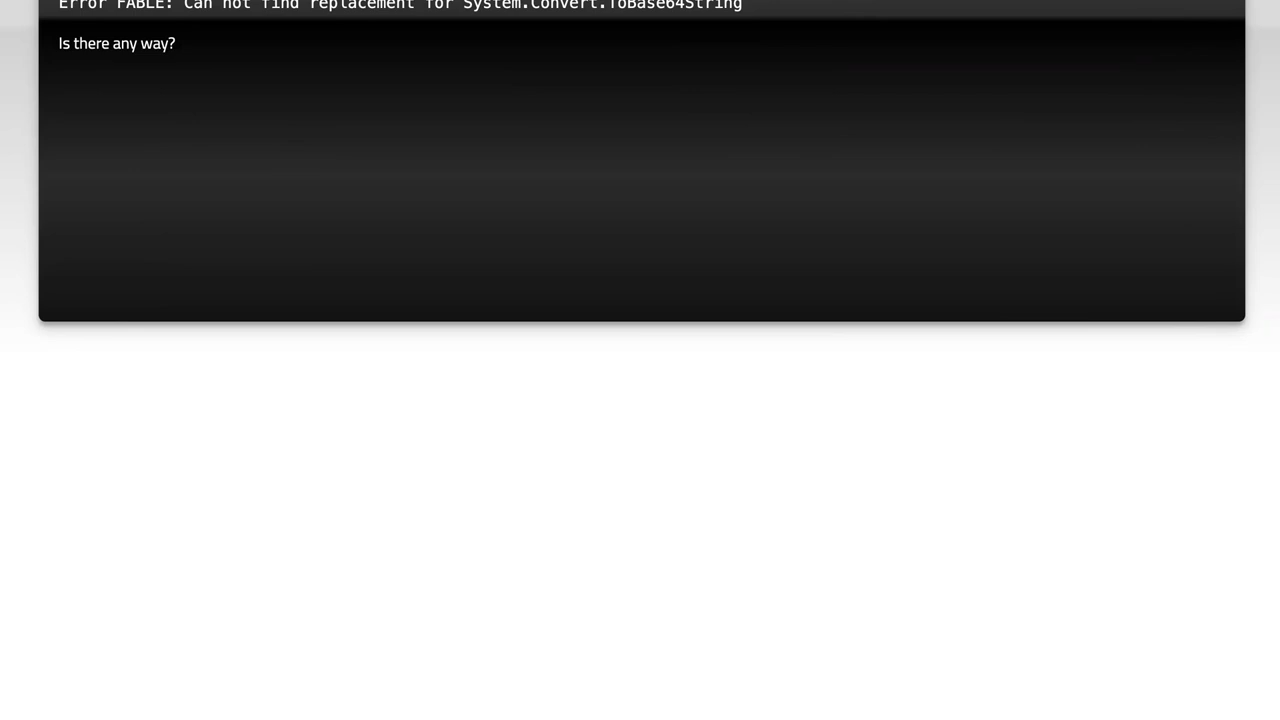 Error FABLE: Can not find replacement for System.Convert.ToBase64String
Is there any way?